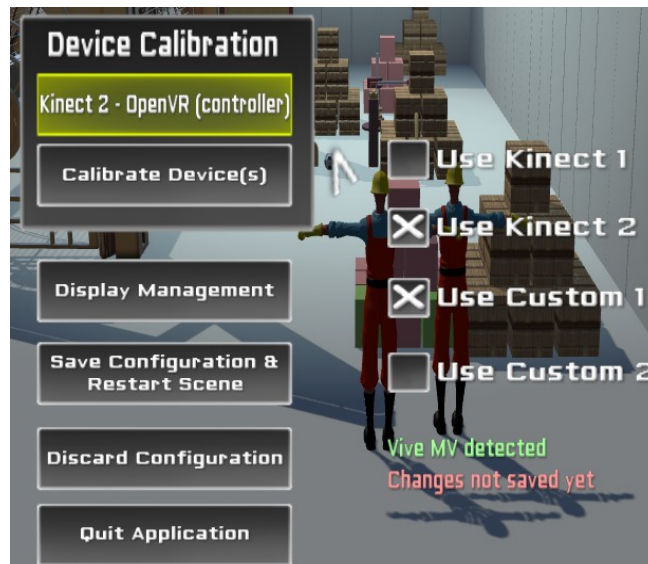 Device Calibration
Kinect 2 - OpenVR (controller)
Calibrate Device(s)
Display Management
Save Configuration &
Restart Scene
Discard Configuration
Quit Application
Use Kinect 1
Use Kinect 2
Use Custom 1
Use Custom 2
Vive MV detected
Changes not saved yet